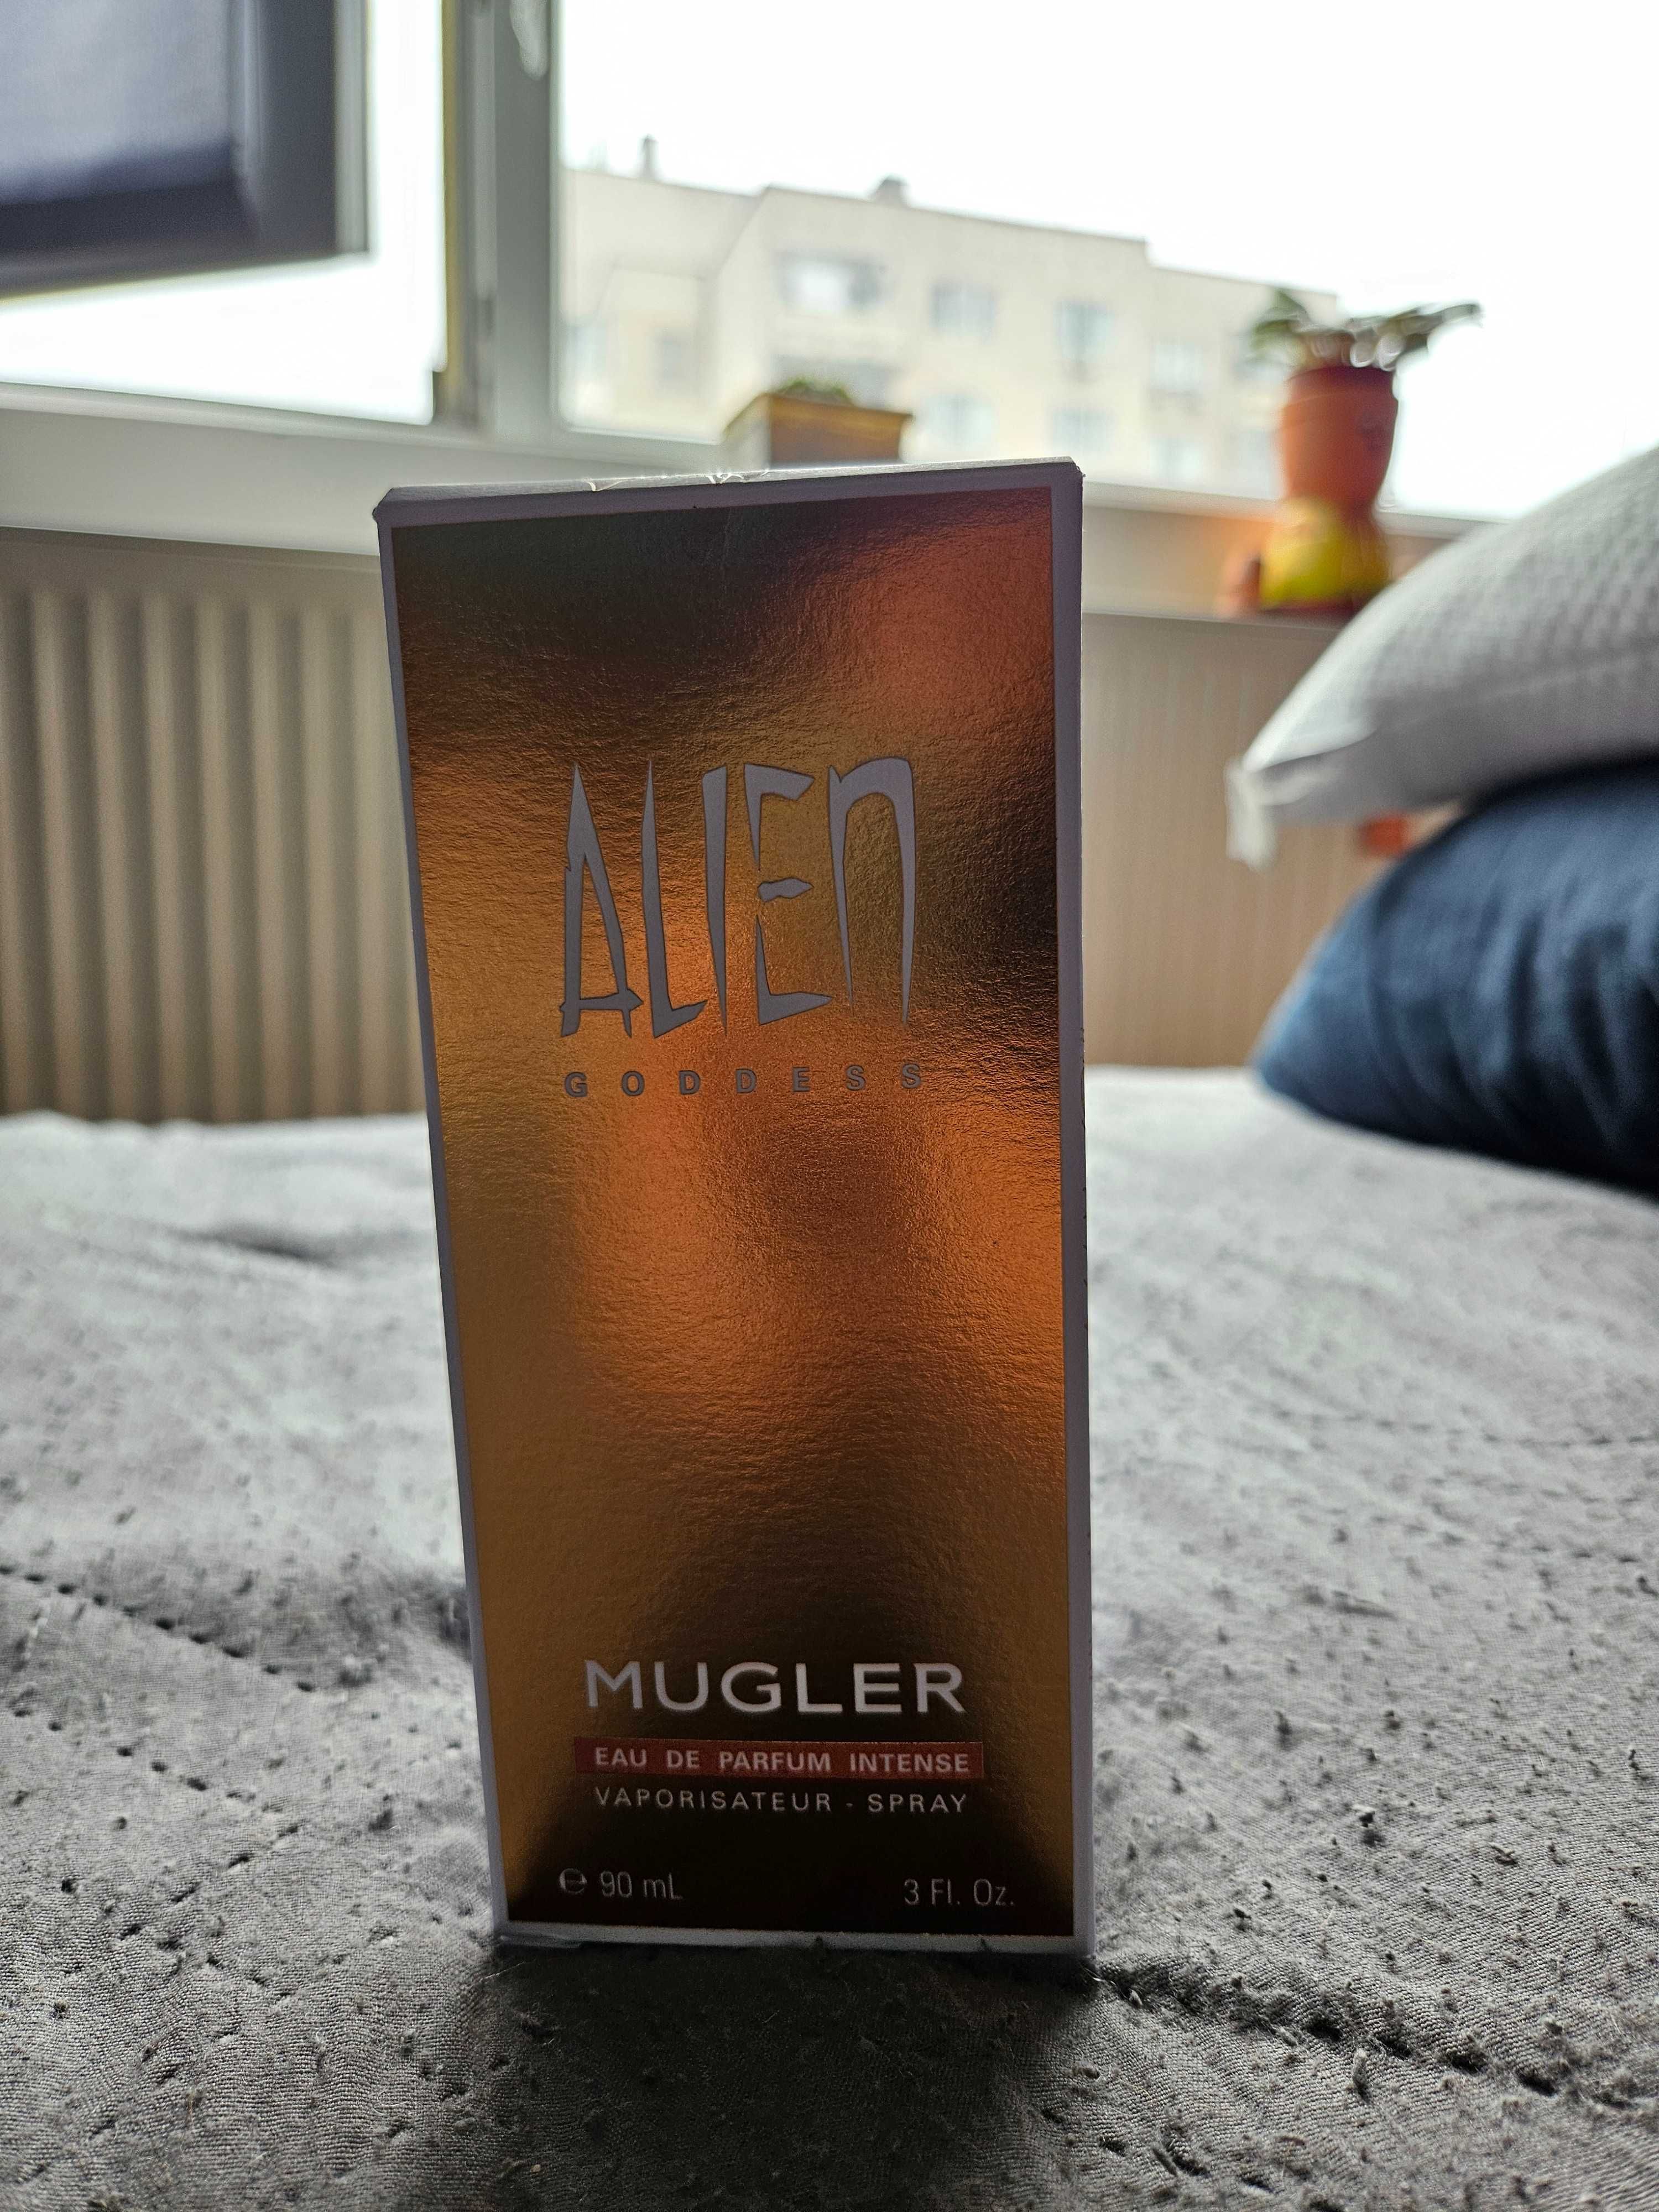 ALIEN
GODDESS
MUGLER
EAU DE PARFUM INTENSE
VAPORISATEUR - SPRAY
℮ 90 mL 3 Fl. Oz.